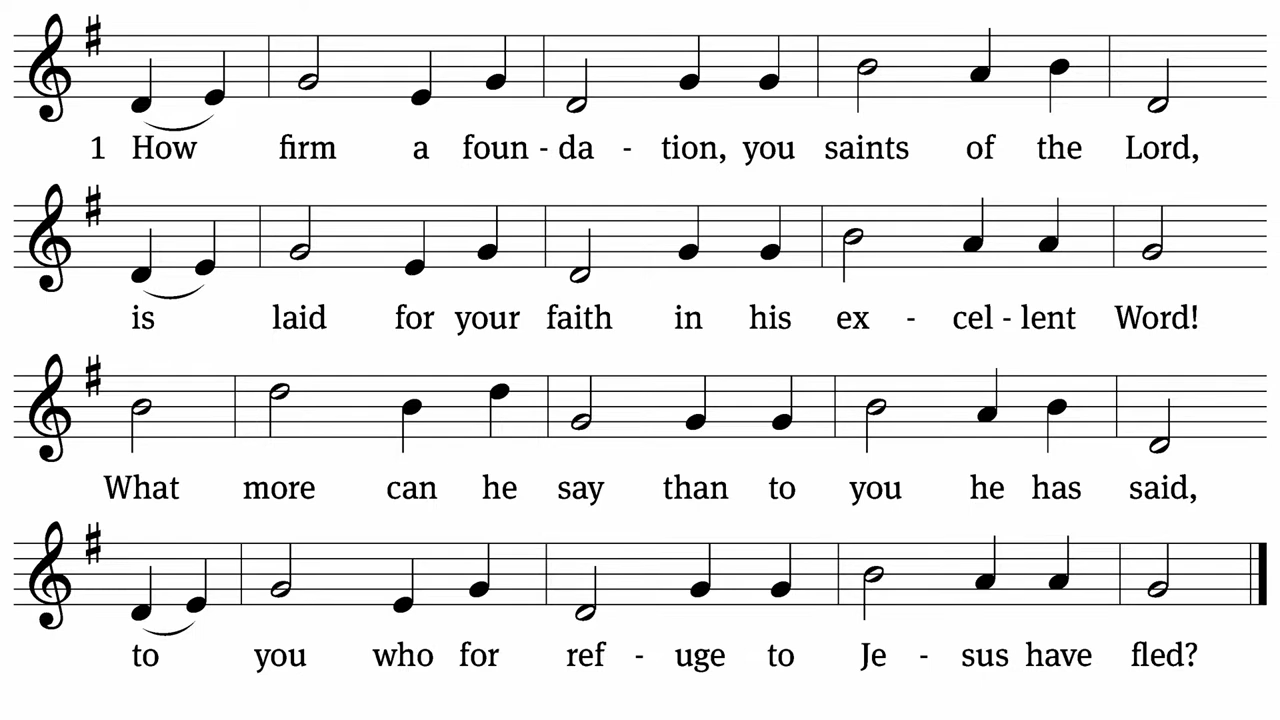 1 How firm a foun - da - tion, you saints of the Lord,
is laid for your faith in his ex - cel - lent Word!
What more can he say than to you he has said,
to you who for ref - uge to Je - sus have fled?